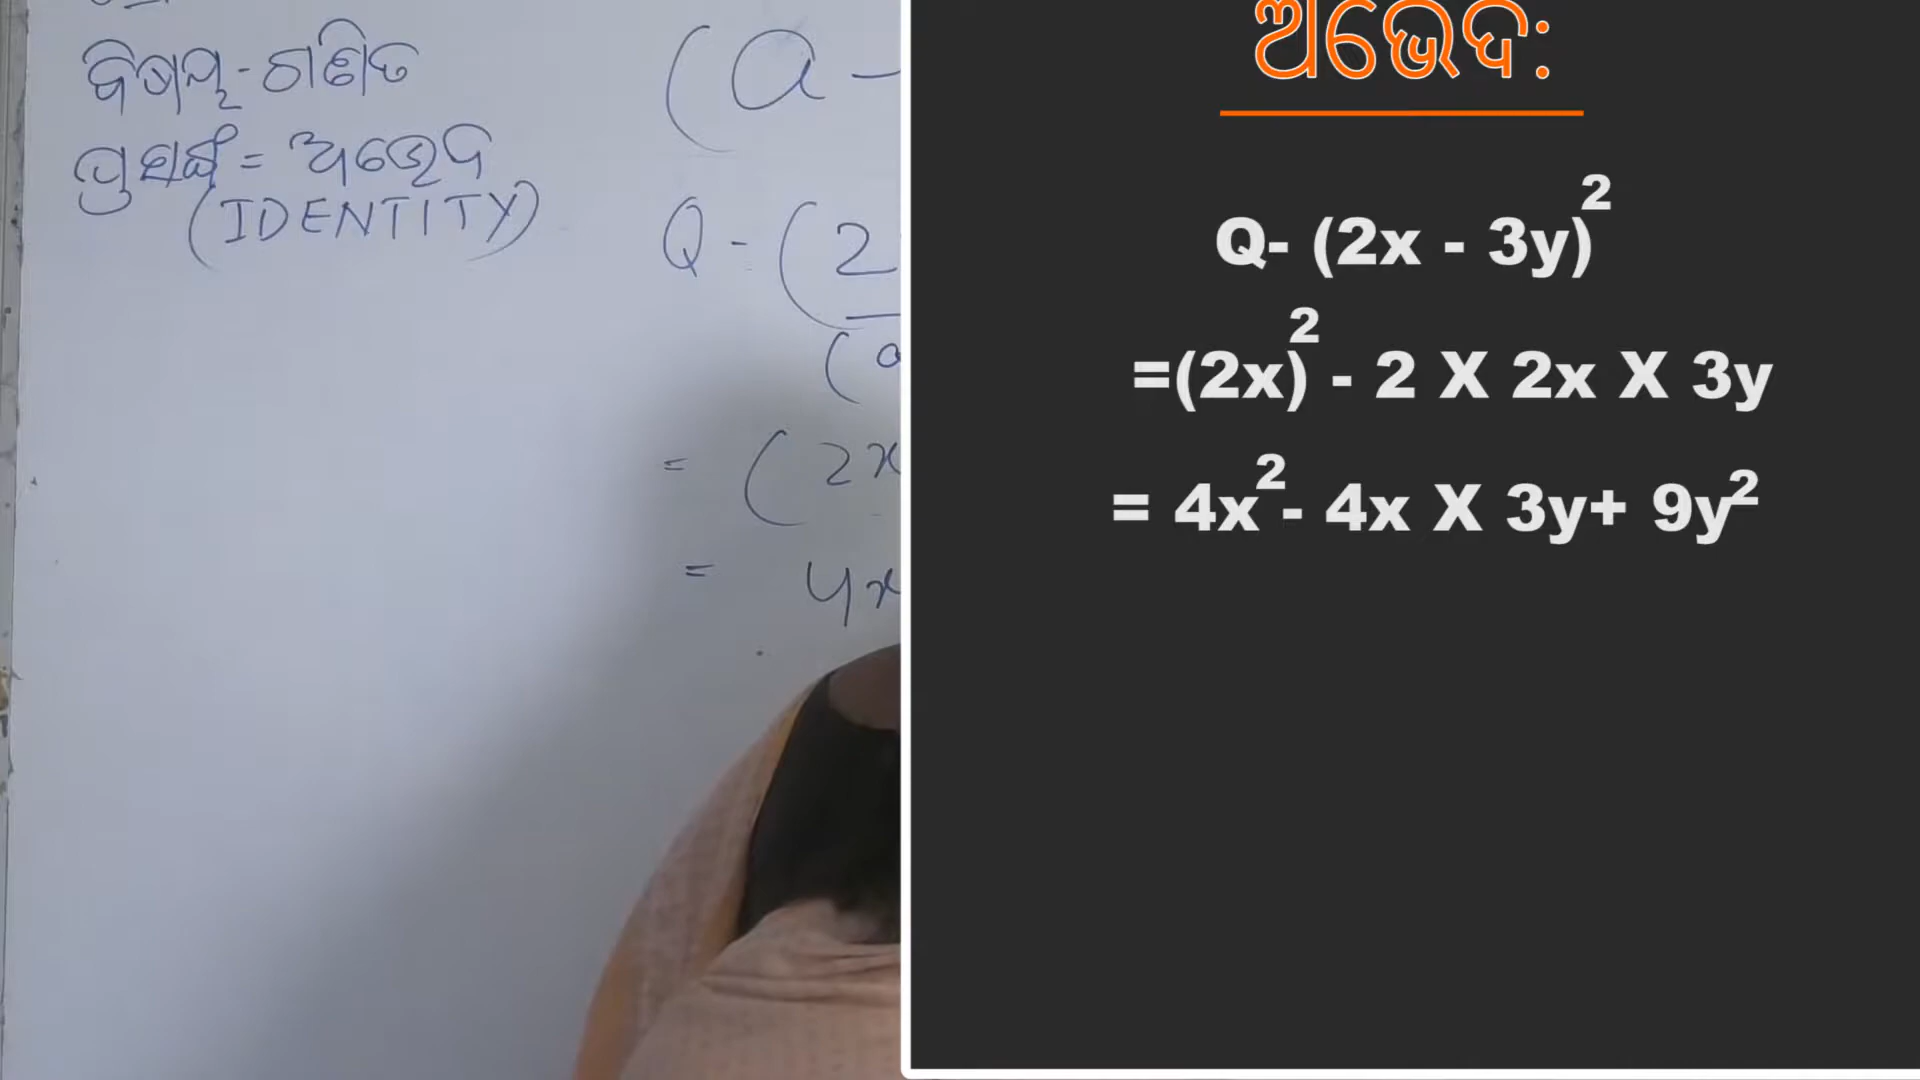 ବିଷୟ - ଗଣିତ
ପ୍ରସଙ୍ଗ = ଅଭେଦ
(IDENTITY)
(a -
Q - (2
(a
= (2x
= 4x
ଅଭେଦ:
Q- (2x - 3y)²
=(2x)² - 2 X 2x X 3y
= 4x²- 4x X 3y+ 9y²